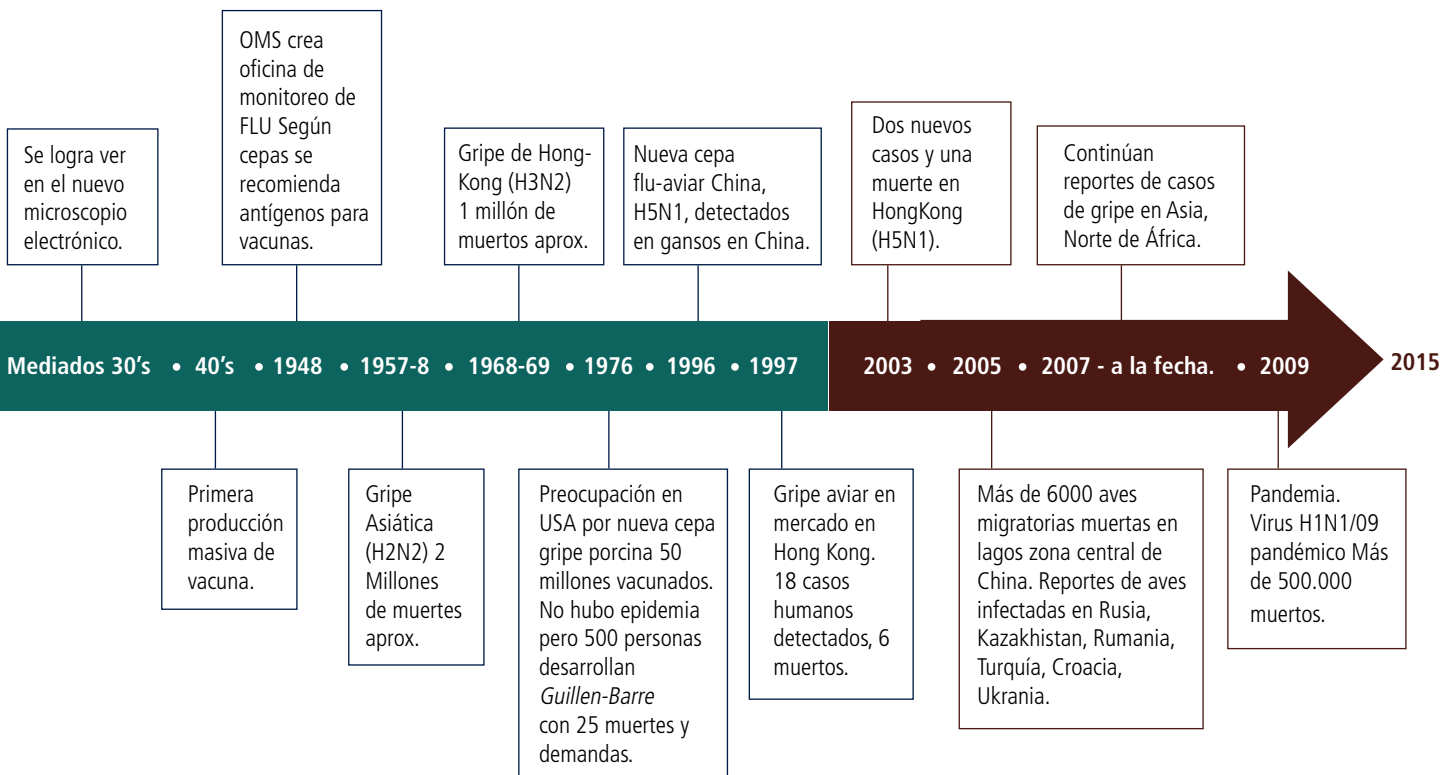 OMS crea
oficina de
monitoreo de
FLU Según
cepas se
recomienda
antígenos para
vacunas.
Se logra ver
en el nuevo
microscopio
electrónico.
Gripe de Hong-
Kong (H3N2)
1 millón de
muertos aprox.
Nueva cepa
flu-aviar China,
H5N1, detectados
en gansos en China.
Dos nuevos
casos y una
muerte en
HongKong
(H5N1).
Continúan
reportes de casos
de gripe en Asia,
Norte de África.
Mediados 30's • 40's • 1948 • 1957-8 • 1968-69 • 1976 • 1996 • 1997 2003 • 2005 • 2007 - a la fecha. • 2009 2015
Primera
producción
masiva de
vacuna.
Gripe
Asiática
(H2N2) 2
Millones
de muertes
aprox.
Preocupación en
USA por nueva cepa
gripe porcina 50
millones vacunados.
No hubo epidemia
pero 500 personas
desarrollan
Guillen-Barre
con 25 muertes y
demandas.
Gripe aviar en
mercado en
Hong Kong.
18 casos
humanos
detectados, 6
muertos.
Más de 6000 aves
migratorias muertas en
lagos zona central de
China. Reportes de aves
infectadas en Rusia,
Kazakhistan, Rumania,
Turquía, Croacia,
Ukrania.
Pandemia.
Virus H1N1/09
pandémico Más
de 500.000
muertos.